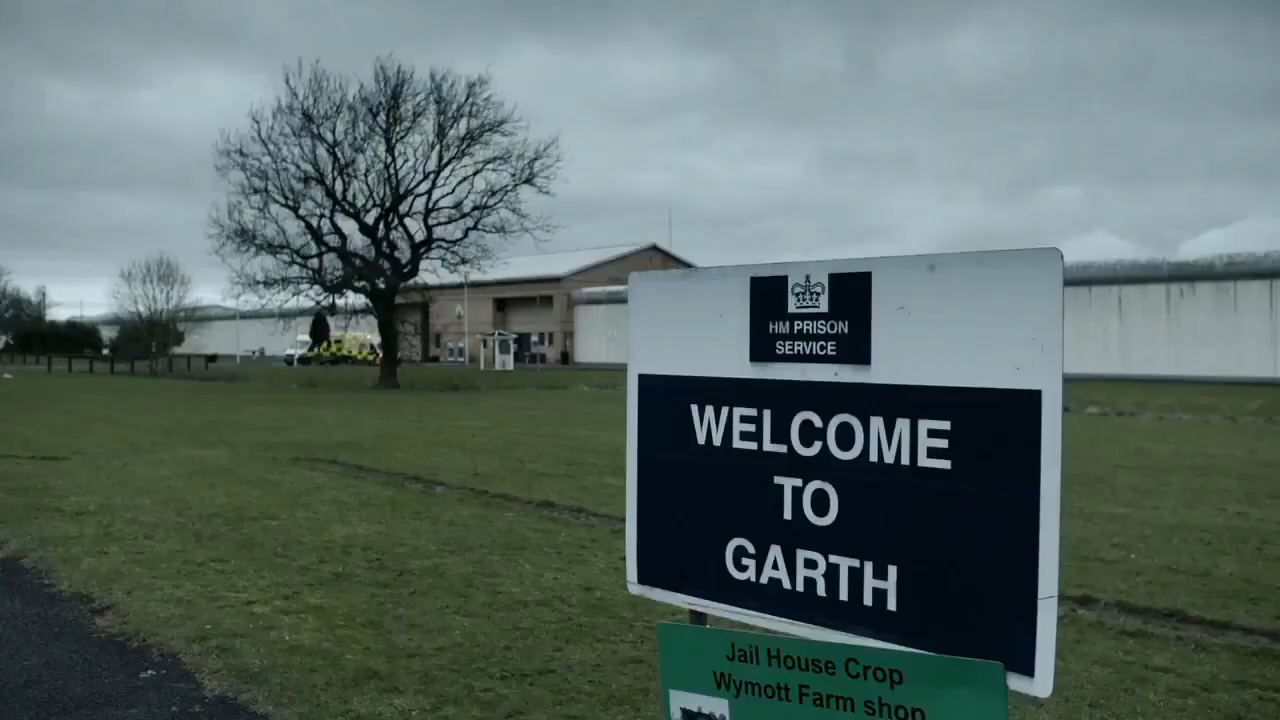 HM PRISON
SERVICE
WELCOME
TO
GARTH
Jail House Crop
Wymott Farm shop